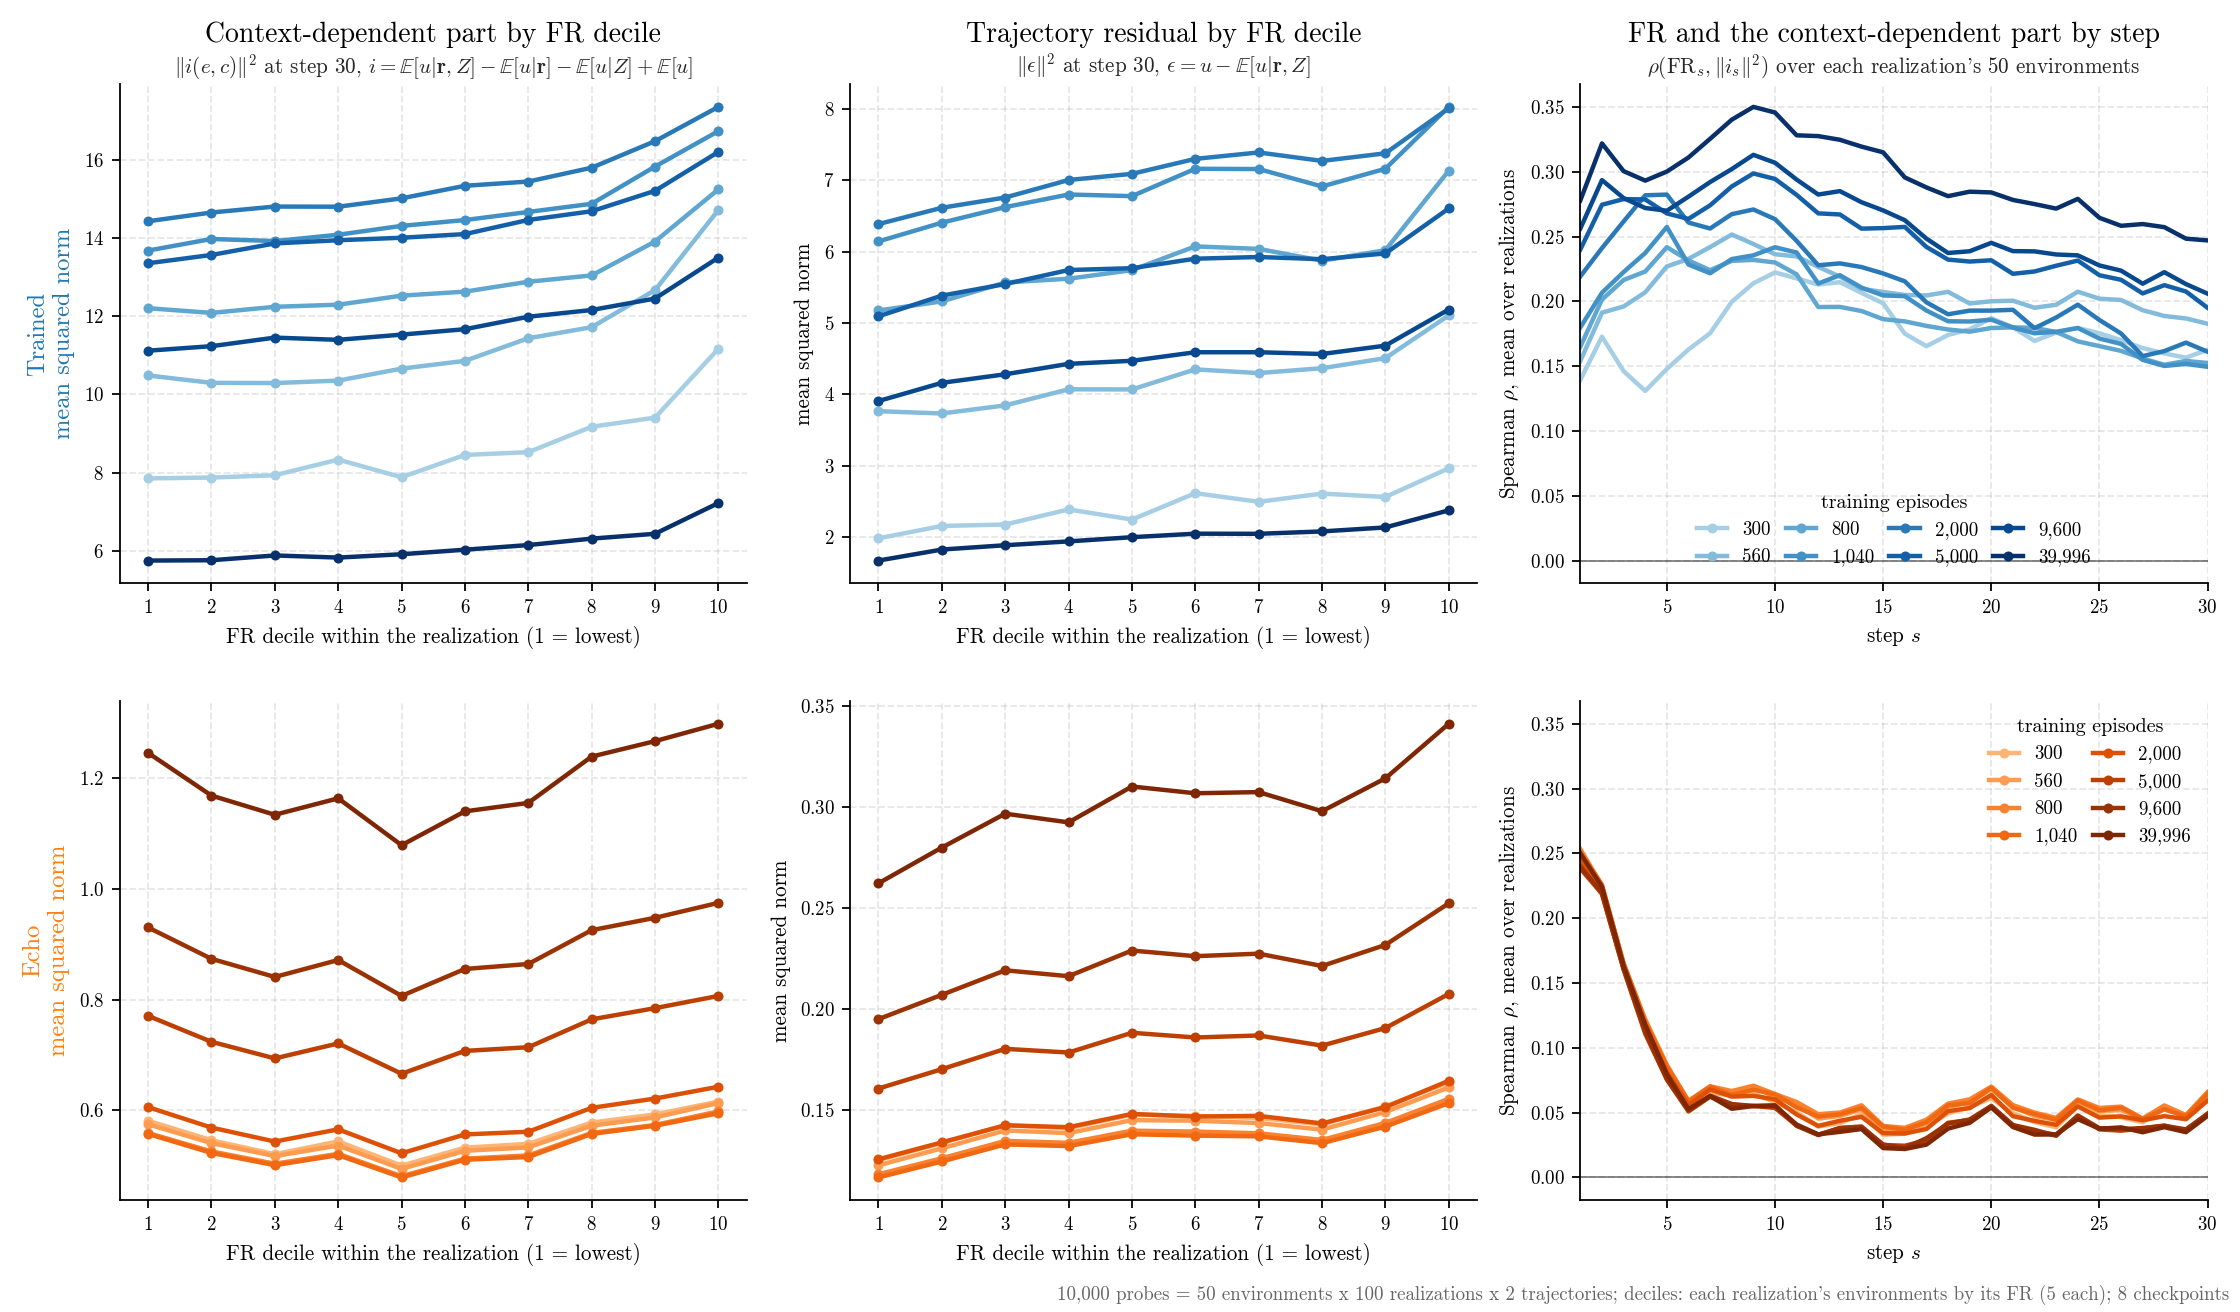 Context-dependent part by FR decile
‖i(e, c)‖² at step 30, i = 𝔼[u|r, Z] − 𝔼[u|r] − 𝔼[u|Z] + 𝔼[u]
Trained
mean squared norm
16
14
12
10
8
6
1 2 3 4 5 6 7 8 9 10
FR decile within the realization (1 = lowest)
Trajectory residual by FR decile
‖ϵ‖² at step 30, ϵ = u − 𝔼[u|r, Z]
mean squared norm
8
7
6
5
4
3
2
1 2 3 4 5 6 7 8 9 10
FR decile within the realization (1 = lowest)
FR and the context-dependent part by step
ρ(FRₛ, ‖iₛ‖²) over each realization's 50 environments
Spearman ρ, mean over realizations
0.35
0.30
0.25
0.20
0.15
0.10
0.05
0.00
training episodes
300 800 2,000 9,600
560 1,040 5,000 39,996
5 10 15 20 25 30
step s
Echo
mean squared norm
1.2
1.0
0.8
0.6
1 2 3 4 5 6 7 8 9 10
FR decile within the realization (1 = lowest)
mean squared norm
0.35
0.30
0.25
0.20
0.15
1 2 3 4 5 6 7 8 9 10
FR decile within the realization (1 = lowest)
Spearman ρ, mean over realizations
0.35
0.30
0.25
0.20
0.15
0.10
0.05
0.00
training episodes
300 2,000
560 5,000
800 9,600
1,040 39,996
5 10 15 20 25 30
step s
10,000 probes = 50 environments x 100 realizations x 2 trajectories; deciles: each realization's environments by its FR (5 each); 8 checkpoints